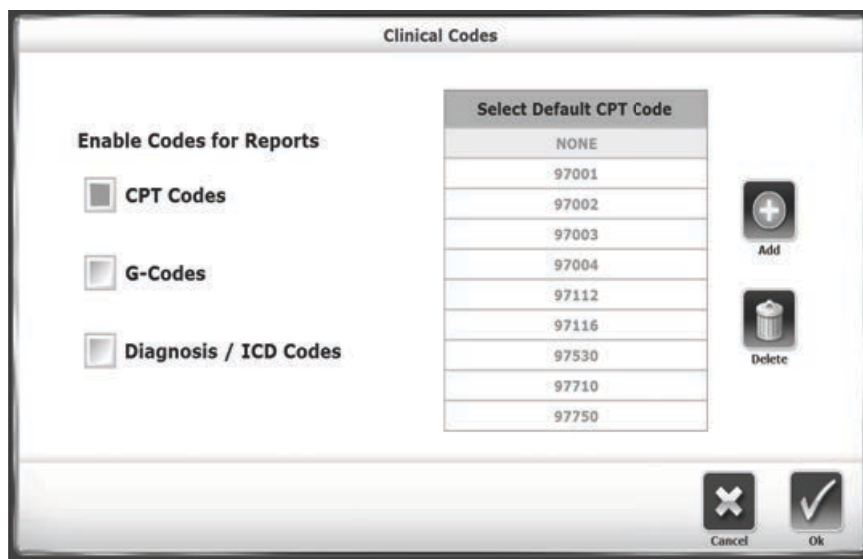 Clinical Codes
Enable Codes for Reports
CPT Codes
G-Codes
Diagnosis / ICD Codes
Select Default CPT Code
NONE
97001
97002
97003
97004
97112
97116
97530
97710
97750
Add
Delete
Cancel
Ok